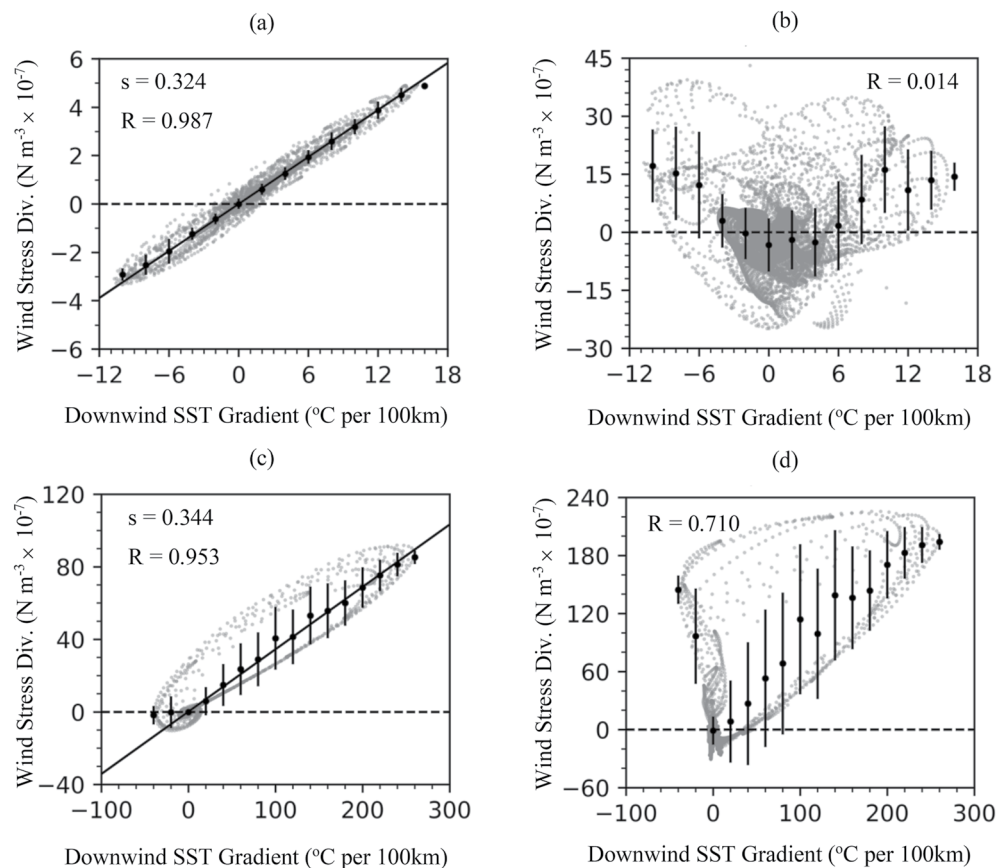 (a)
Wind Stress Div. (N m⁻³ × 10⁻⁷)
6
4
2
0
−2
−4
−6
s = 0.324
R = 0.987
−12 −6 0 6 12 18
Downwind SST Gradient (°C per 100km)
(b)
Wind Stress Div. (N m⁻³ × 10⁻⁷)
45
30
15
0
−15
−30
R = 0.014
−12 −6 0 6 12 18
Downwind SST Gradient (°C per 100km)
(c)
Wind Stress Div. (N m⁻³ × 10⁻⁷)
120
80
40
0
−40
s = 0.344
R = 0.953
−100 0 100 200 300
Downwind SST Gradient (°C per 100km)
(d)
Wind Stress Div. (N m⁻³ × 10⁻⁷)
240
180
120
60
0
−60
R = 0.710
−100 0 100 200 300
Downwind SST Gradient (°C per 100km)